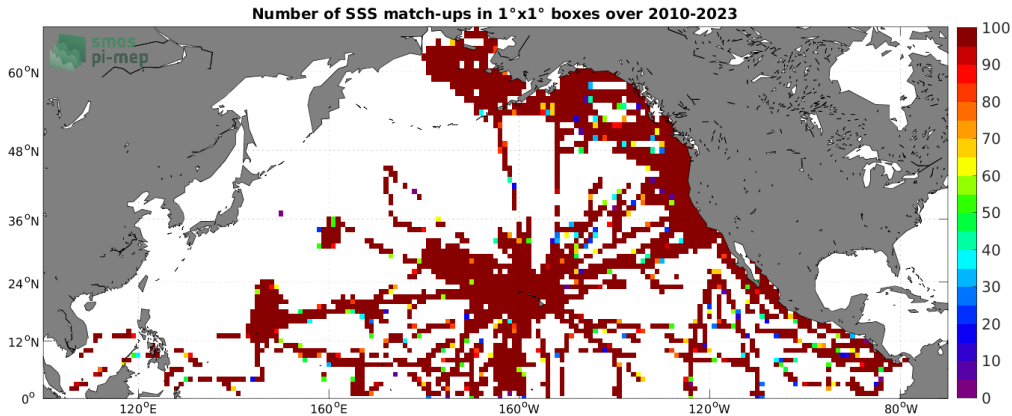 Number of SSS match-ups in 1°x1° boxes over 2010-2023
smos
pi-mep
60°N
48°N
36°N
24°N
12°N
0°
120°E
160°E
160°W
120°W
80°W
100
90
80
70
60
50
40
30
20
10
0